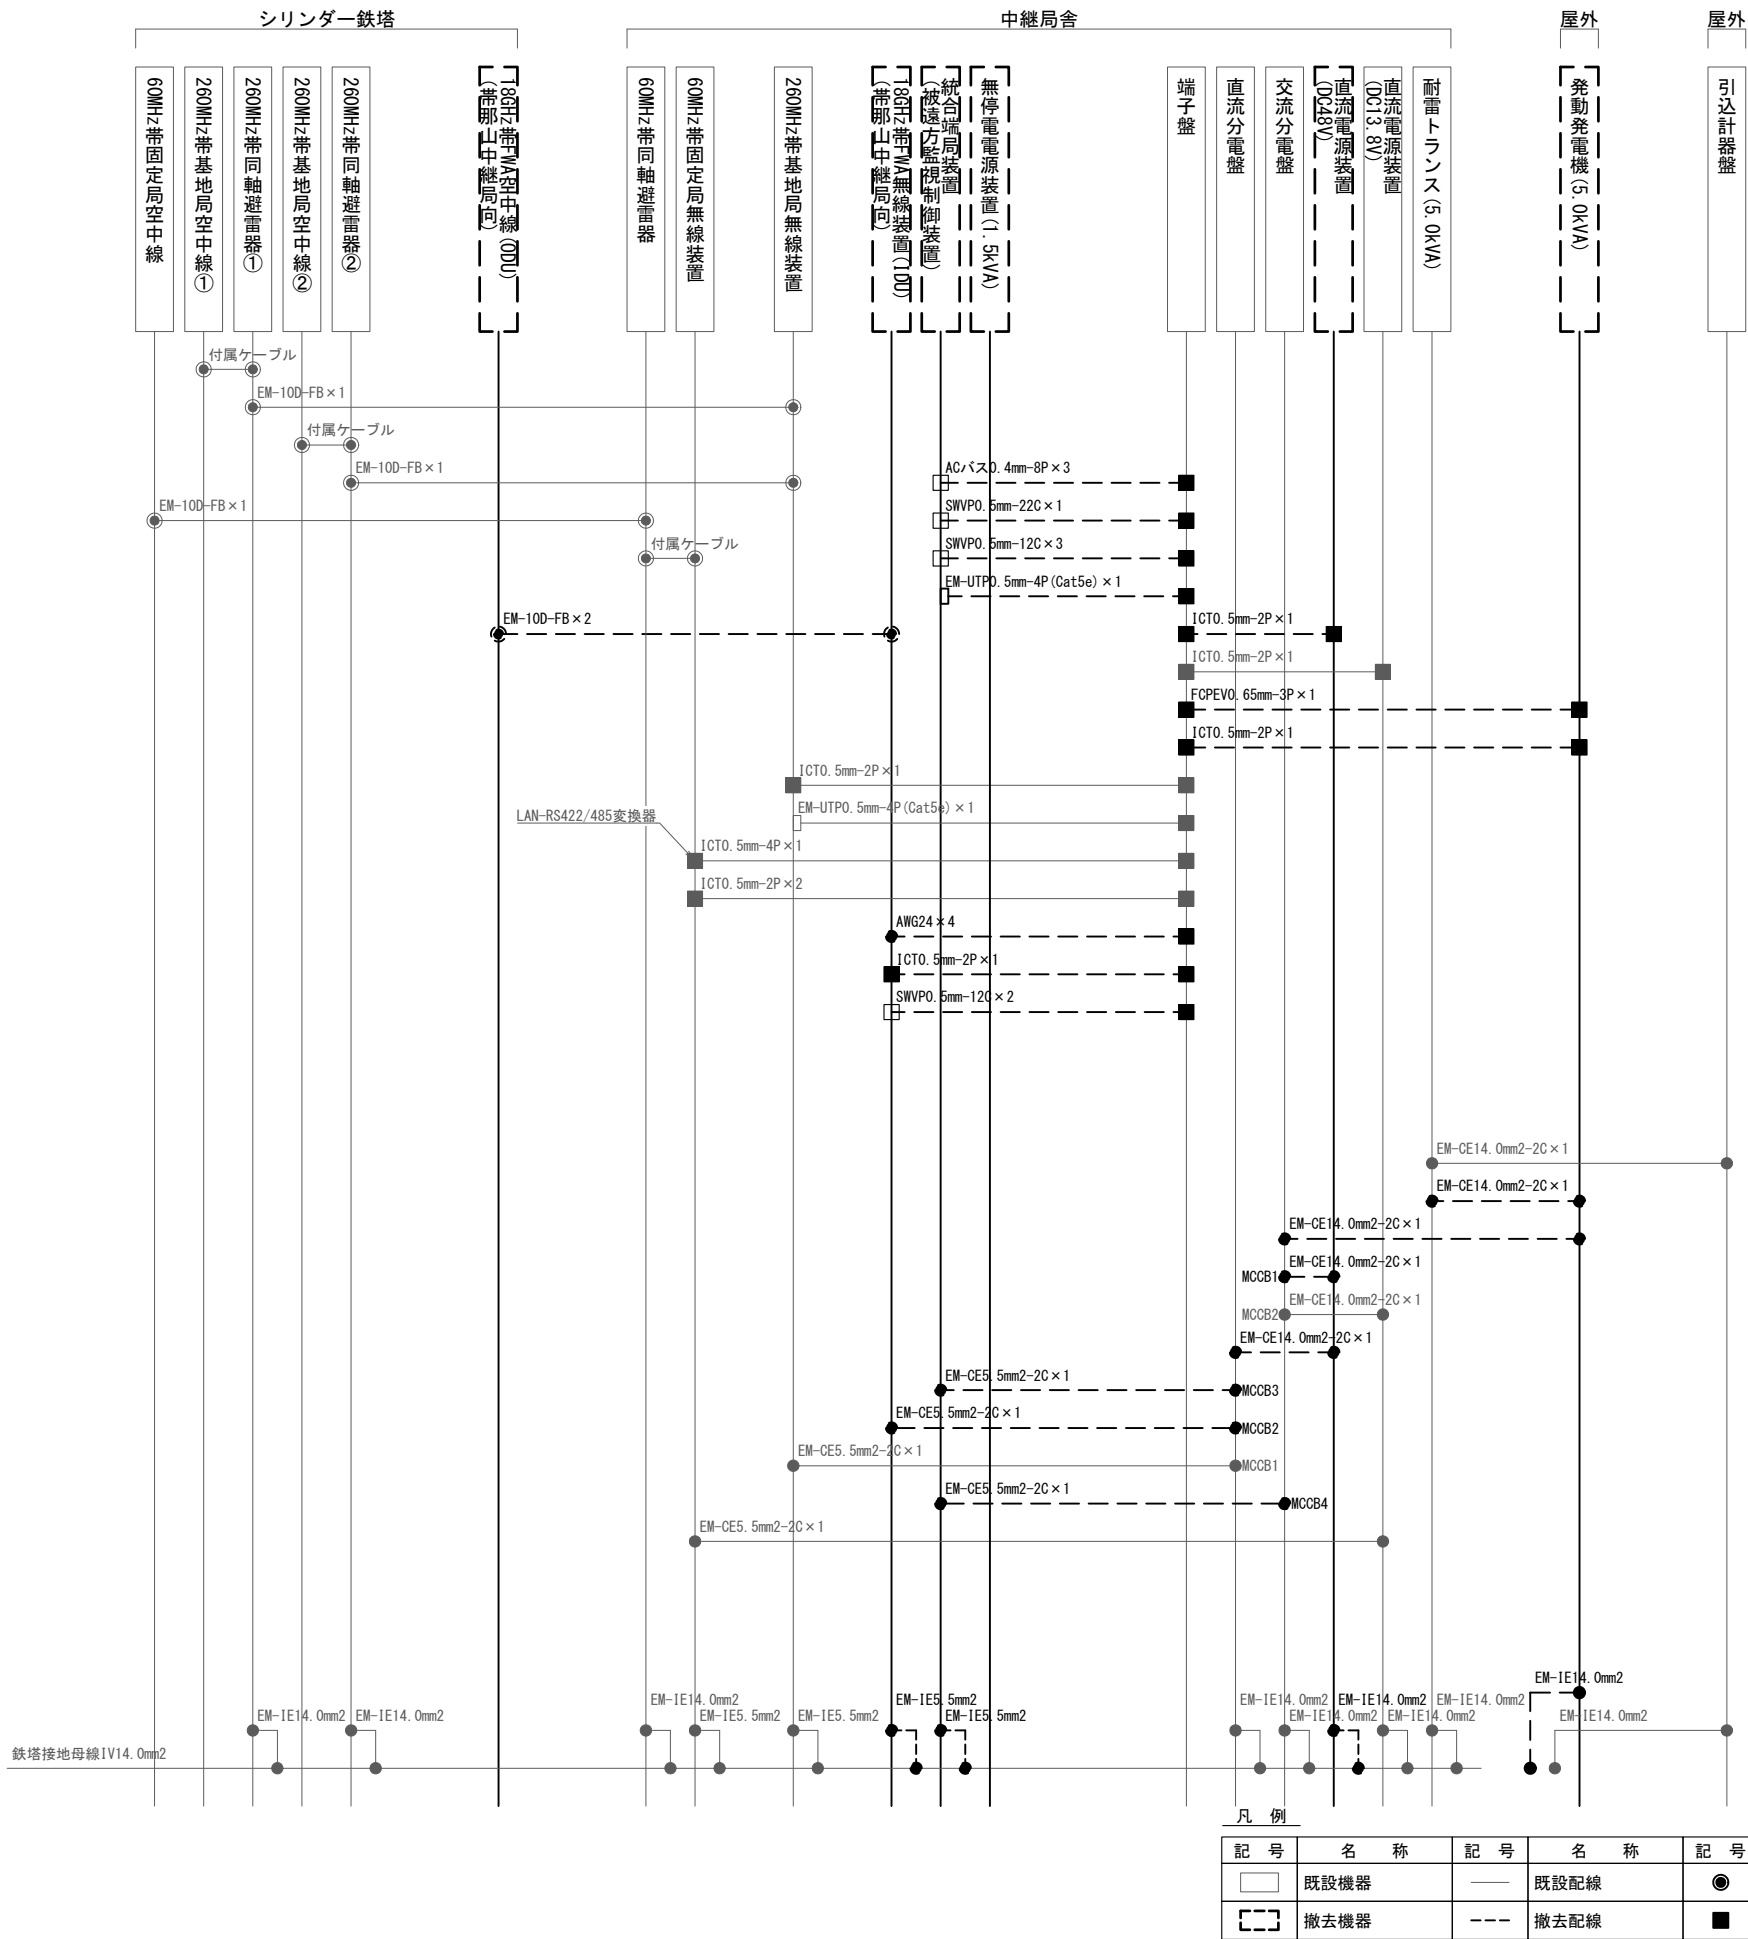 シリンダー鉄塔
中継局舎
屋外
屋外
60MHz帯固定局空中線
260MHz帯基地局空中線①
260MHz帯同軸避雷器①
260MHz帯基地局空中線②
260MHz帯同軸避雷器②
18GHz帯FWA空中線(ODU)
(帯那山中継局向)
60MHz帯同軸避雷器
60MHz帯固定局無線装置
260MHz帯基地局無線装置
18GHz帯FWA無線装置(IDU)
(帯那山中継局向)
統合端局装置
(被遠方監視制御装置)
無停電電源装置(1.5kVA)
端子盤
直流分電盤
交流分電盤
直流電源装置
(DC48V)
直流電源装置
(DC13.8V)
耐雷トランス(5.0kVA)
発動発電機(5.0kVA)
引込計器盤
付属ケーブル
EM-10D-FB×1
付属ケーブル
EM-10D-FB×1
ACバス0.4mm-8P×3
EM-10D-FB×1
SWVP0.5mm-22C×1
付属ケーブル
SWVP0.5mm-12C×3
EM-UTP0.5mm-4P(Cat5e)×1
EM-10D-FB×2
ICT0.5mm-2P×1
ICT0.5mm-2P×1
FCPEV0.65mm-3P×1
ICT0.5mm-2P×1
ICT0.5mm-2P×1
EM-UTP0.5mm-4P(Cat5e)×1
LAN-RS422/485変換器
ICT0.5mm-4P×1
ICT0.5mm-2P×2
AWG24×4
ICT0.5mm-2P×1
SWVP0.5mm-12C×2
EM-CE14.0mm2-2C×1
EM-CE14.0mm2-2C×1
EM-CE14.0mm2-2C×1
EM-CE14.0mm2-2C×1
MCCB1
EM-CE14.0mm2-2C×1
MCCB2
EM-CE14.0mm2-2C×1
EM-CE5.5mm2-2C×1
MCCB3
EM-CE5.5mm2-2C×1
MCCB2
EM-CE5.5mm2-2C×1
MCCB1
EM-CE5.5mm2-2C×1
MCCB4
EM-CE5.5mm2-2C×1
EM-IE14.0mm2
EM-IE14.0mm2
EM-IE5.5mm2
EM-IE14.0mm2
EM-IE14.0mm2
EM-IE14.0mm2
EM-IE14.0mm2
EM-IE14.0mm2
EM-IE5.5mm2
EM-IE5.5mm2
EM-IE5.5mm2
EM-IE14.0mm2
EM-IE14.0mm2
EM-IE14.0mm2
鉄塔接地母線IV14.0mm2
凡 例
記 号 名 称 記 号 名 称 記 号
既設機器 既設配線
撤去機器 撤去配線